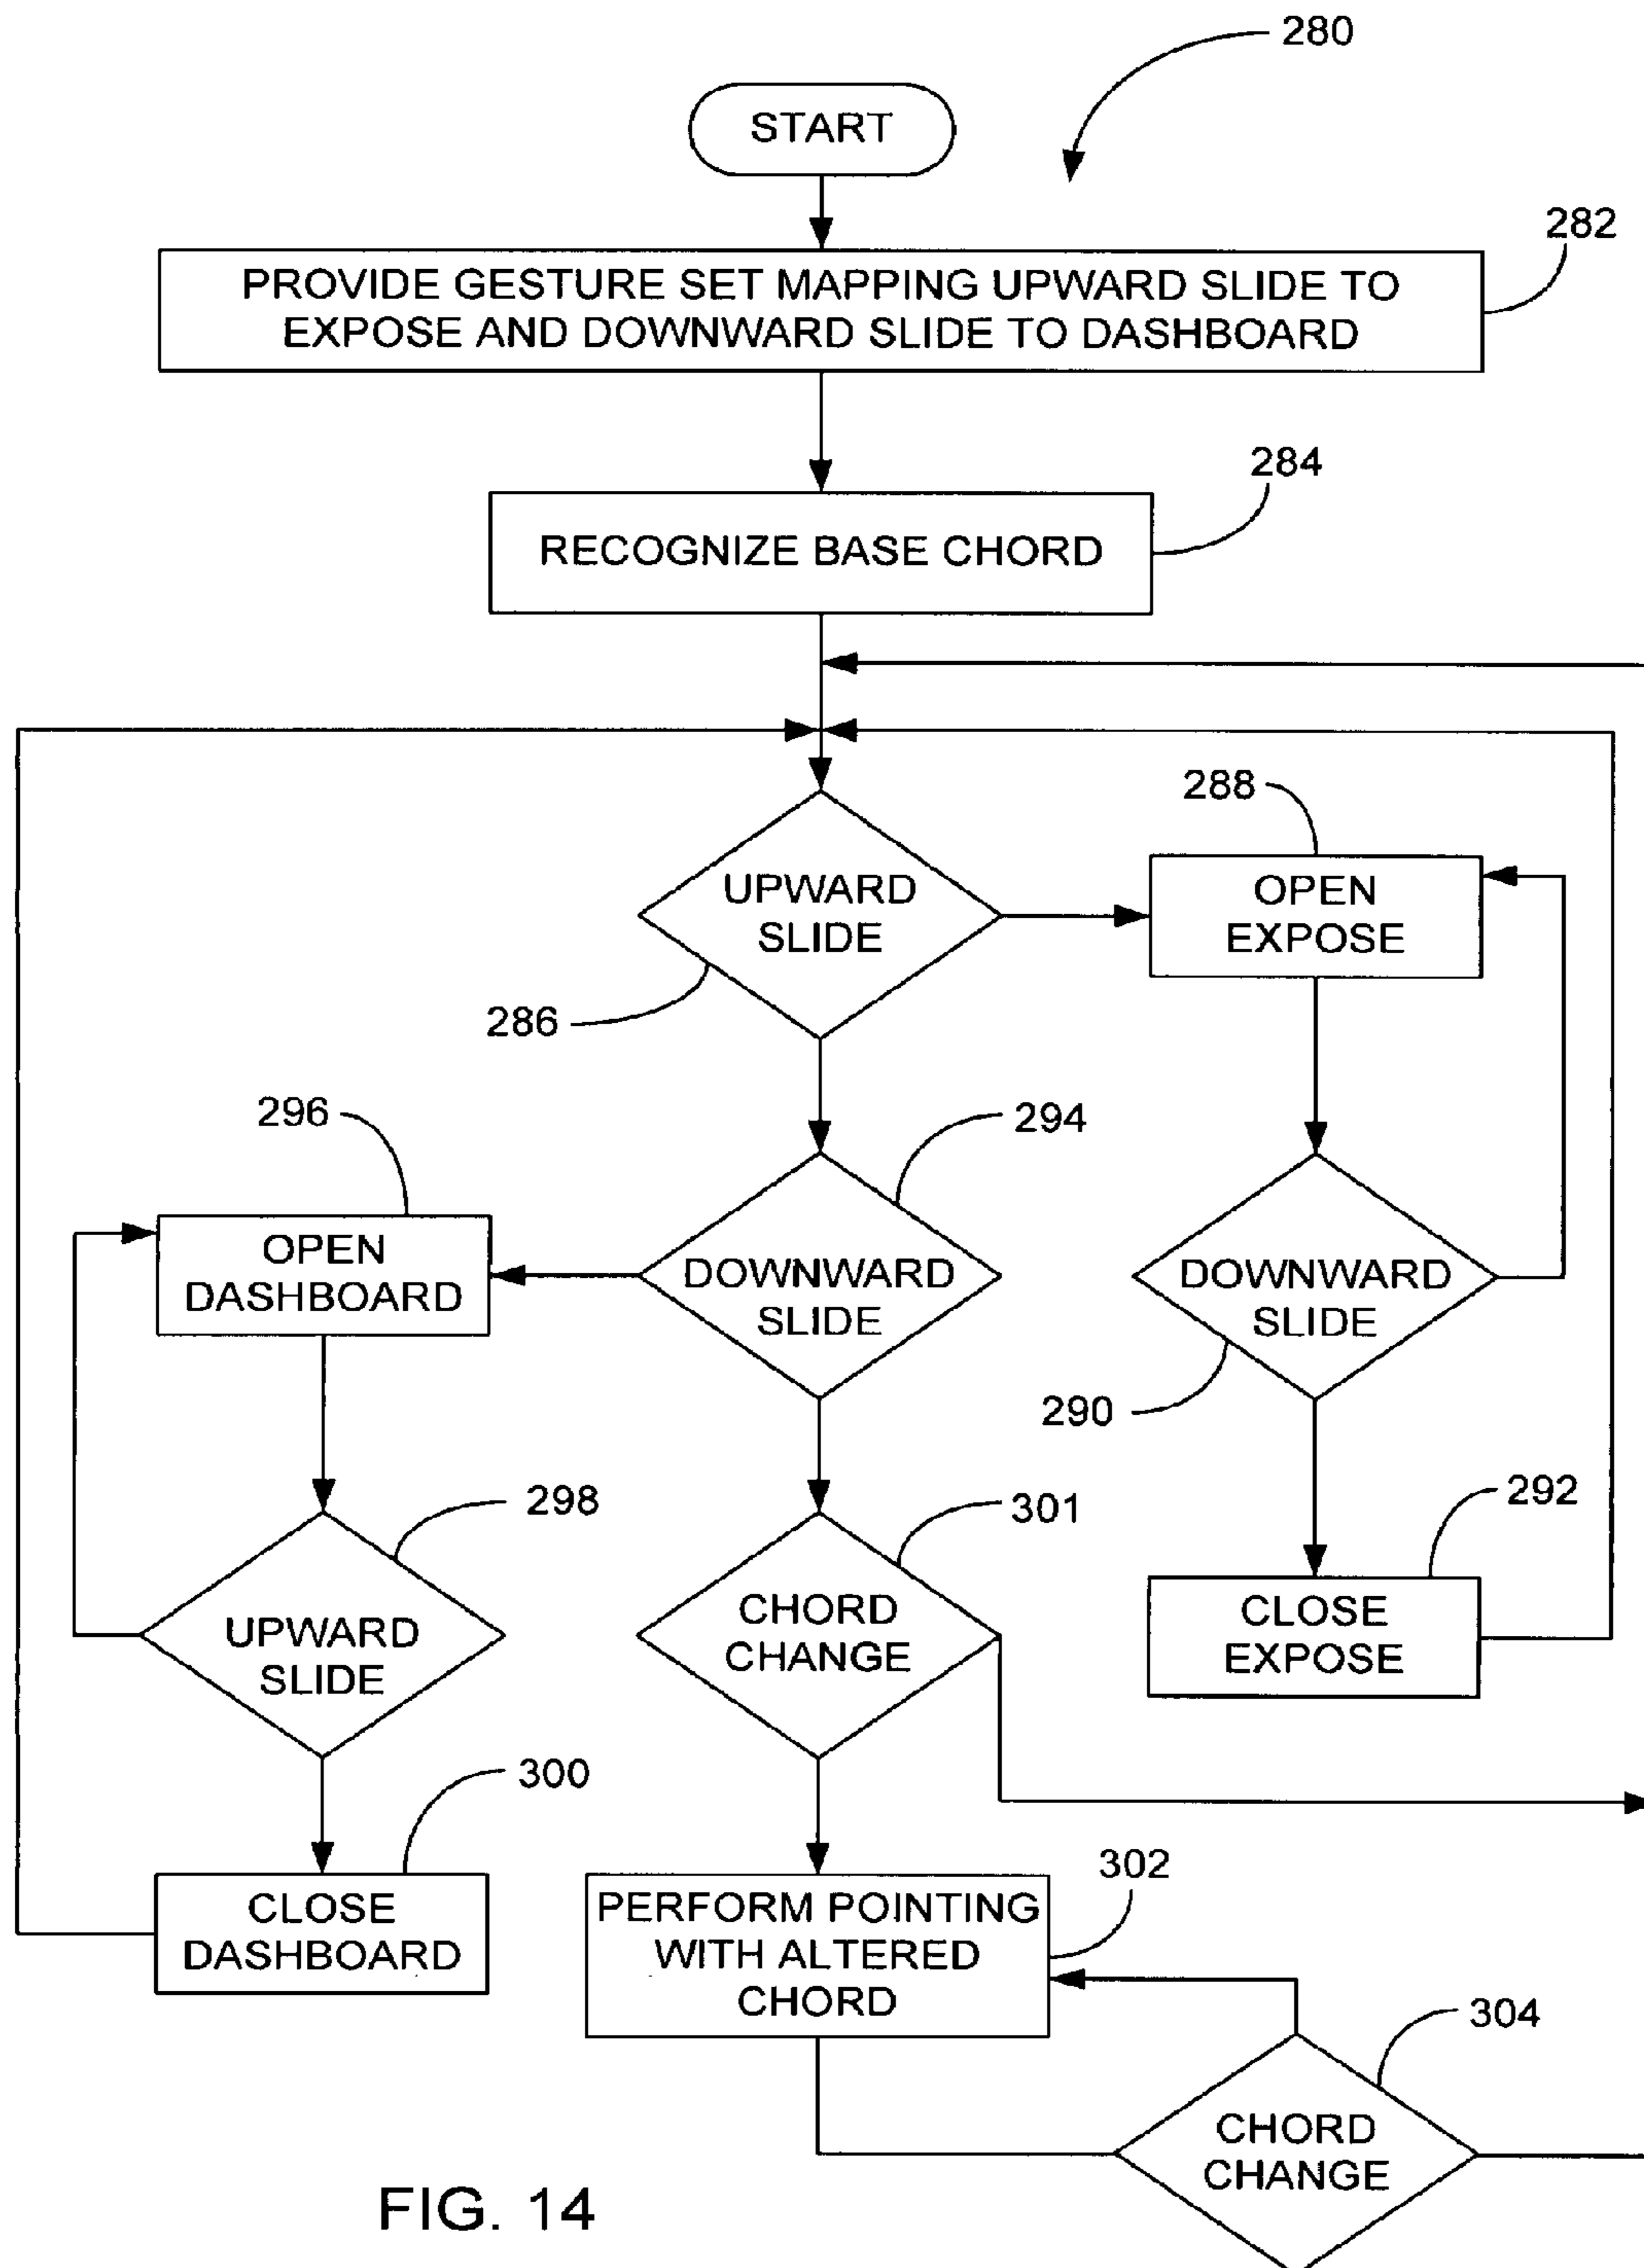 280
START
282
PROVIDE GESTURE SET MAPPING UPWARD SLIDE TO
EXPOSE AND DOWNWARD SLIDE TO DASHBOARD
284
RECOGNIZE BASE CHORD
288
UPWARD
SLIDE
OPEN
EXPOSE
286
296
294
OPEN
DASHBOARD
DOWNWARD
SLIDE
DOWNWARD
SLIDE
290
298
301
292
UPWARD
SLIDE
CHORD
CHANGE
CLOSE
EXPOSE
300
302
CLOSE
DASHBOARD
PERFORM POINTING
WITH ALTERED
CHORD
304
CHORD
CHANGE
FIG. 14